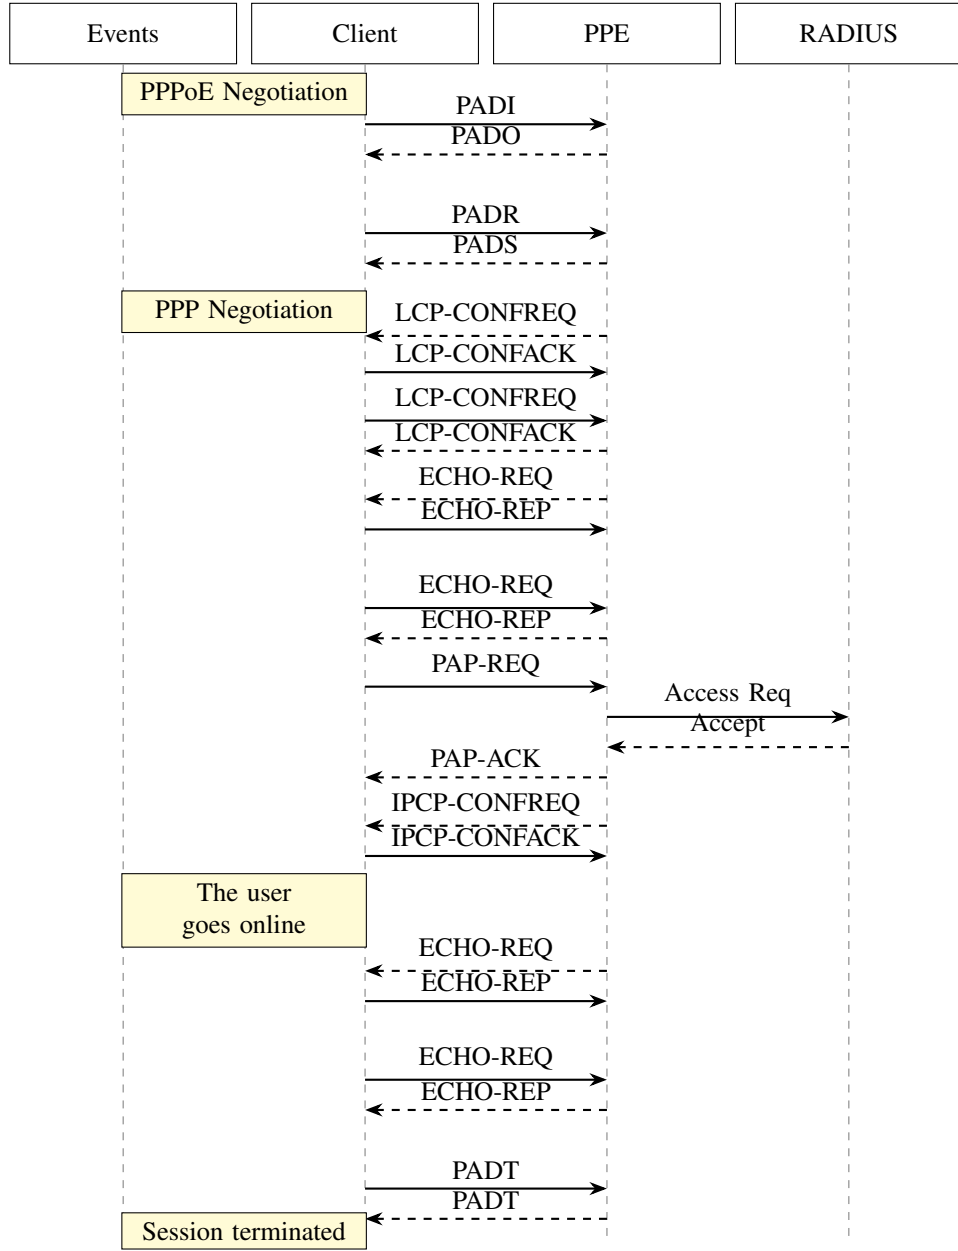 Events
Client
PPE
RADIUS
PPPoE Negotiation
PADI
PADO
PADR
PADS
PPP Negotiation
LCP-CONFREQ
LCP-CONFACK
LCP-CONFREQ
LCP-CONFACK
ECHO-REQ
ECHO-REP
ECHO-REQ
ECHO-REP
PAP-REQ
Access Req
Accept
PAP-ACK
IPCP-CONFREQ
IPCP-CONFACK
The user
goes online
ECHO-REQ
ECHO-REP
ECHO-REQ
ECHO-REP
PADT
PADT
Session terminated